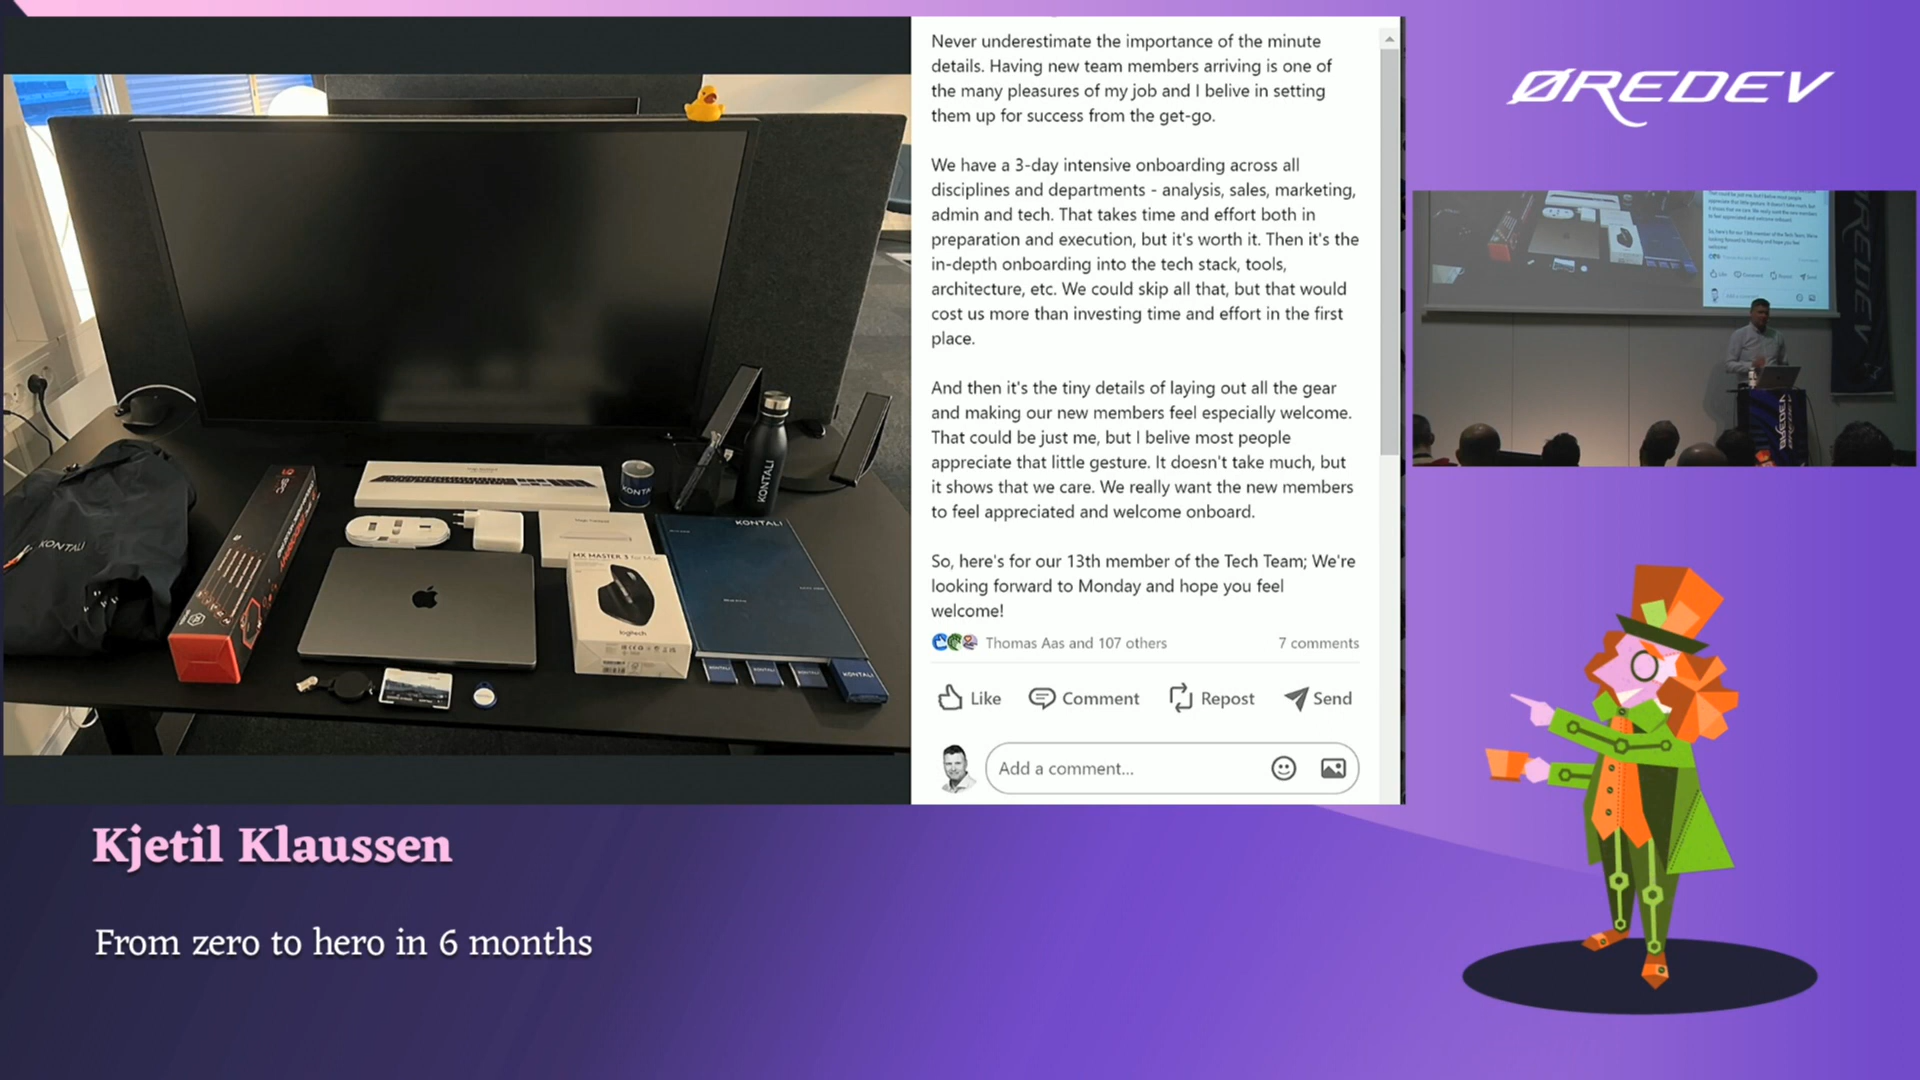 Never underestimate the importance of the minute
details. Having new team members arriving is one of
the many pleasures of my job and I belive in setting
them up for success from the get-go.
We have a 3-day intensive onboarding across all
disciplines and departments - analysis, sales, marketing,
admin and tech. That takes time and effort both in
preparation and execution, but it's worth it. Then it's the
in-depth onboarding into the tech stack, tools,
architecture, etc. We could skip all that, but that would
cost us more than investing time and effort in the first
place.
And then it's the tiny details of laying out all the gear
and making our new members feel especially welcome.
That could be just me, but I belive most people
appreciate that little gesture. It doesn't take much, but
it shows that we care. We really want the new members
to feel appreciated and welcome onboard.
So, here's for our 13th member of the Tech Team; We're
looking forward to Monday and hope you feel
welcome!
Thomas Aas and 107 others 7 comments
Like Comment Repost Send
Add a comment...
KONTALI
KONTALI
KONTALI
MX MASTER 3 for Mac
logitech
KONTALI
ØREDEV
Kjetil Klaussen
From zero to hero in 6 months